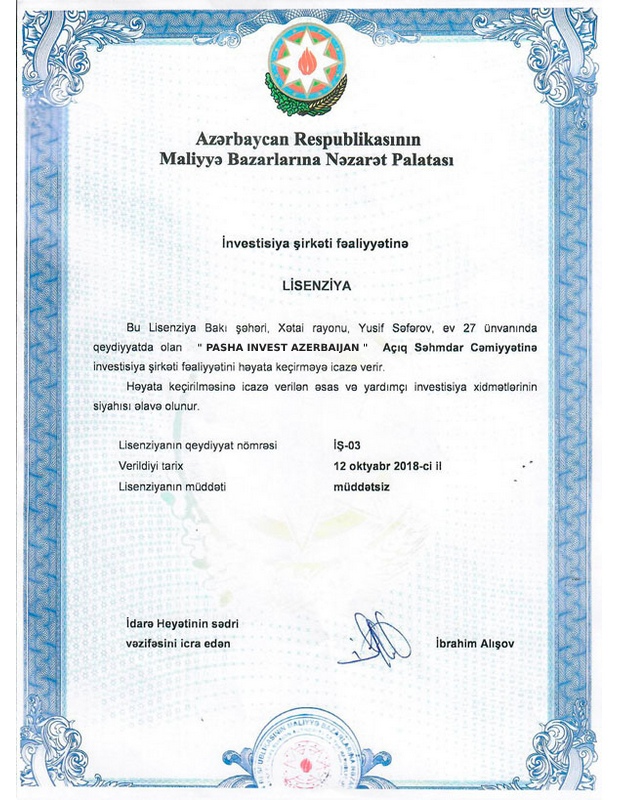 Azərbaycan Respublikasının
Maliyyə Bazarlarına Nəzarət Palatası
İnvestisiya şirkəti fəaliyyətinə
LİSENZİYA
Bu Lisenziya Bakı şəhəri, Xətai rayonu, Yusif Səfərov, ev 27 ünvanında
qeydiyyatda olan " PASHA INVEST AZERBAIJAN " Açıq Səhmdar Cəmiyyətinə
investisiya şirkəti fəaliyyətini həyata keçirməyə icazə verir.
Həyata keçirilməsinə icazə verilən əsas və yardımçı investisiya xidmətlərinin
siyahısı əlavə olunur.
Lisenziyanın qeydiyyat nömrəsi İŞ-03
Verildiyi tarix 12 oktyabr 2018-ci il
Lisenziyanın müddəti müddətsiz
İdarə Heyətinin sədri
vəzifəsini icra edən İbrahim Alışov